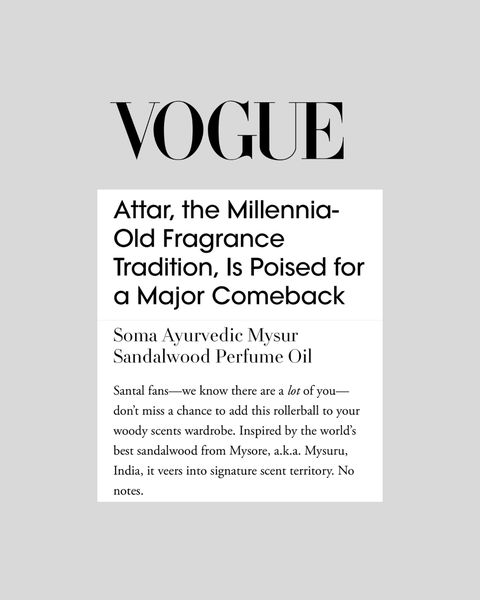 VOGUE
Attar, the Millennia-
Old Fragrance
Tradition, Is Poised for
a Major Comeback
Soma Ayurvedic Mysur
Sandalwood Perfume Oil
Santal fans—we know there are a lot of you—
don’t miss a chance to add this rollerball to your
woody scents wardrobe. Inspired by the world’s
best sandalwood from Mysore, a.k.a. Mysuru,
India, it veers into signature scent territory. No
notes.